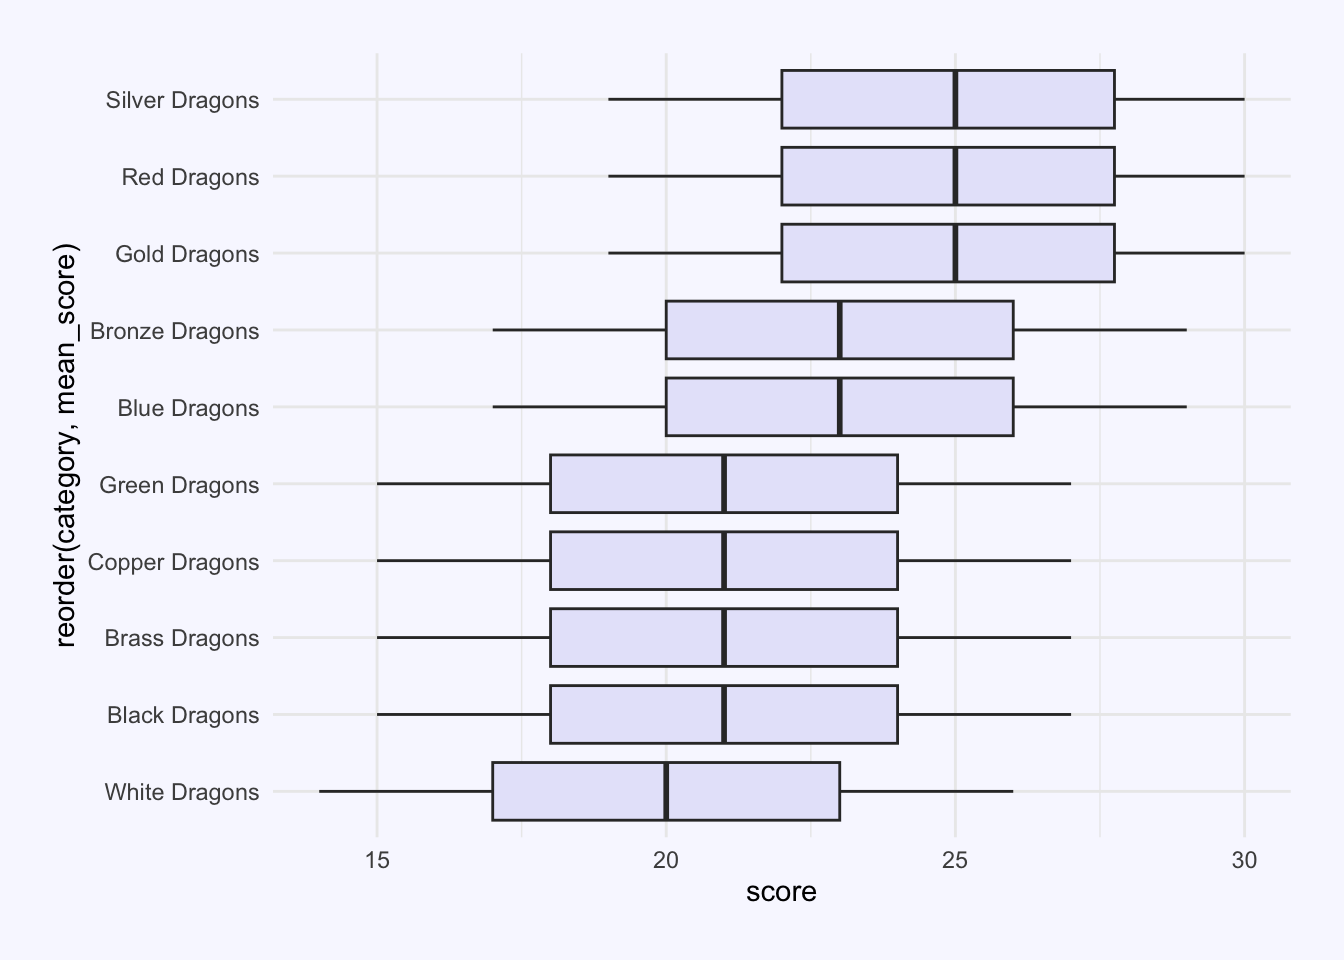 reorder(category, mean_score)
Silver Dragons
Red Dragons
Gold Dragons
Bronze Dragons
Blue Dragons
Green Dragons
Copper Dragons
Brass Dragons
Black Dragons
White Dragons
15 20 25 30
score